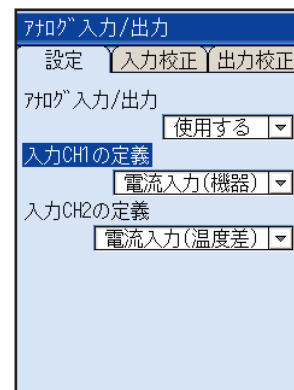 ｱﾅﾛｸﾞ入力/出力
設定 入力校正 出力校正
ｱﾅﾛｸﾞ入力/出力
使用する
入力CH1の定義
電流入力(機器)
入力CH2の定義
電流入力(温度差)